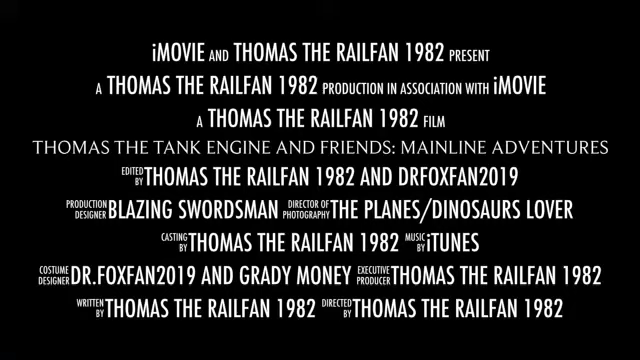 iMOVIE AND THOMAS THE RAILFAN 1982 PRESENT
A THOMAS THE RAILFAN 1982 PRODUCTION IN ASSOCIATION WITH iMOVIE
A THOMAS THE RAILFAN 1982 FILM
THOMAS THE TANK ENGINE AND FRIENDS: MAINLINE ADVENTURES
EDITED BY THOMAS THE RAILFAN 1982 AND DRFOXFAN2019
PRODUCTION DESIGNER BLAZING SWORDSMAN DIRECTOR OF PHOTOGRAPHY THE PLANES/DINOSAURS LOVER
CASTING BY THOMAS THE RAILFAN 1982 MUSIC BY iTUNES
COSTUME DESIGNER DR.FOXFAN2019 AND GRADY MONEY EXECUTIVE PRODUCER THOMAS THE RAILFAN 1982
WRITTEN BY THOMAS THE RAILFAN 1982 DIRECTED BY THOMAS THE RAILFAN 1982